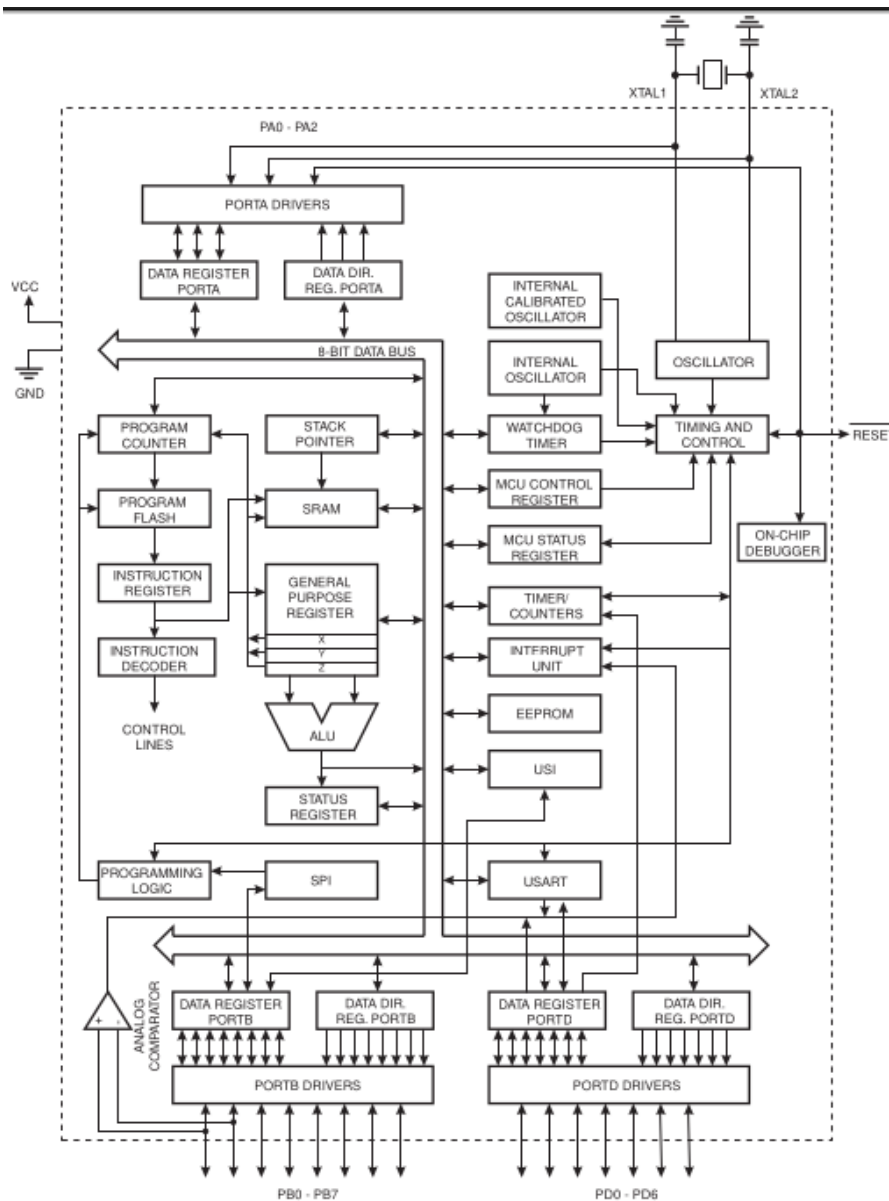 XTAL1
XTAL2
PA0 - PA2
PORTA DRIVERS
DATA REGISTER
PORTA
DATA DIR.
REG. PORTA
VCC
GND
8-BIT DATA BUS
INTERNAL
CALIBRATED
OSCILLATOR
INTERNAL
OSCILLATOR
OSCILLATOR
WATCHDOG
TIMER
TIMING AND
CONTROL
RESET
PROGRAM
COUNTER
STACK
POINTER
PROGRAM
FLASH
SRAM
MCU CONTROL
REGISTER
MCU STATUS
REGISTER
ON-CHIP
DEBUGGER
INSTRUCTION
REGISTER
GENERAL
PURPOSE
REGISTER
X
Y
Z
INSTRUCTION
DECODER
CONTROL
LINES
TIMER/
COUNTERS
INTERRUPT
UNIT
EEPROM
ALU
USI
STATUS
REGISTER
PROGRAMMING
LOGIC
SPI
USART
ANALOG
COMPARATOR
+
-
DATA REGISTER
PORTB
DATA DIR.
REG. PORTB
DATA REGISTER
PORTD
DATA DIR.
REG. PORTD
PORTB DRIVERS
PORTD DRIVERS
PB0 - PB7
PD0 - PD6